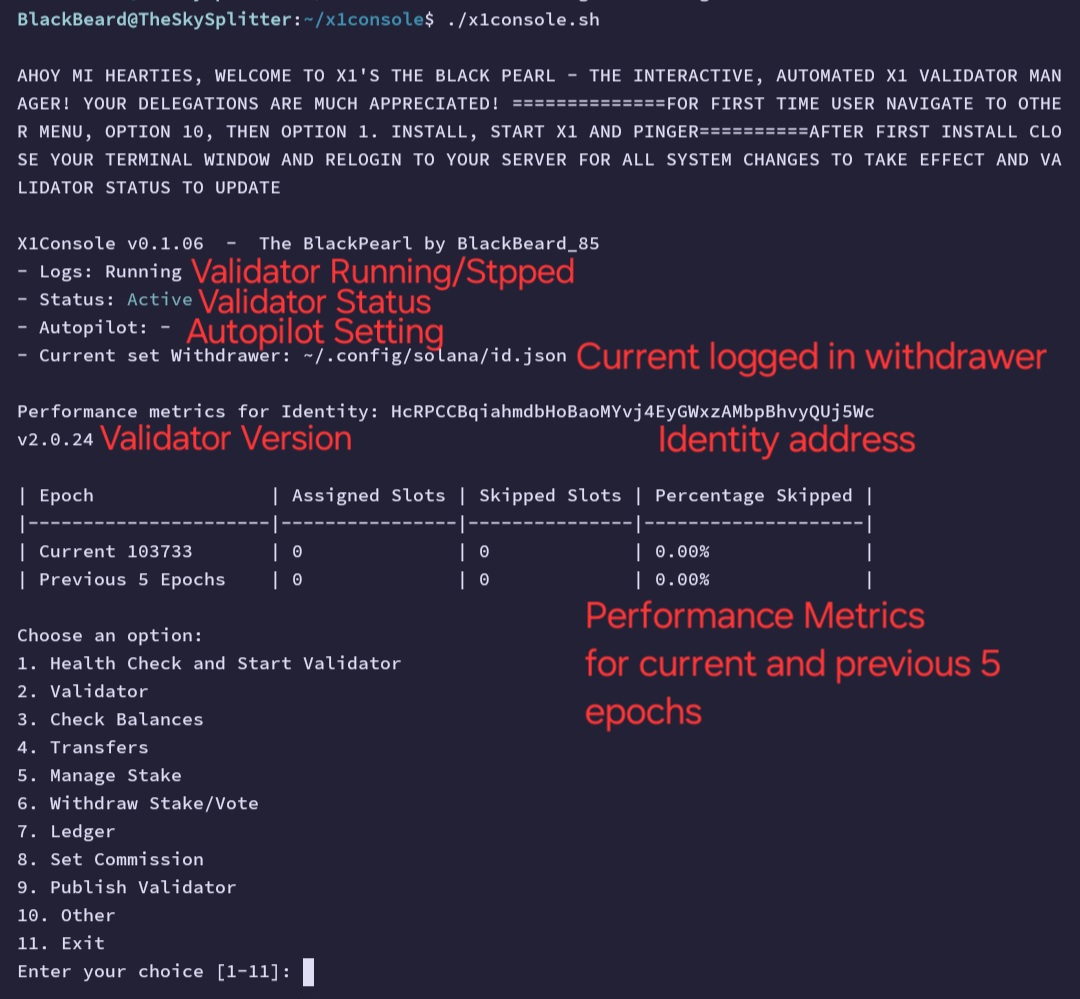 BlackBeard@TheSkySplitter:~/x1console$ ./x1console.sh
AHOY MI HEARTIES, WELCOME TO X1'S THE BLACK PEARL – THE INTERACTIVE, AUTOMATED X1 VALIDATOR MAN
AGER! YOUR DELEGATIONS ARE MUCH APPRECIATED! ==============FOR FIRST TIME USER NAVIGATE TO OTHE
R MENU, OPTION 10, THEN OPTION 1. INSTALL, START X1 AND PINGER==========AFTER FIRST INSTALL CLO
SE YOUR TERMINAL WINDOW AND RELOGIN TO YOUR SERVER FOR ALL SYSTEM CHANGES TO TAKE EFFECT AND VA
LIDATOR STATUS TO UPDATE
X1Console v0.1.06  –  The BlackPearl by BlackBeard_85
- Logs: Running Validator Running/Stpped
- Status: Active Validator Status
- Autopilot: - Autopilot Setting
- Current set Withdrawer: ~/.config/solana/id.json Current logged in withdrawer
Performance metrics for Identity: HcRPCCBqiahmdbHoBaoMYvj4EyGWxzAMbpBhvyQUj5Wc
v2.0.24 Validator Version Identity address
| Epoch                | Assigned Slots | Skipped Slots | Percentage Skipped |
|----------------------|----------------|---------------|--------------------|
| Current 103733       | 0              | 0             | 0.00%              |
| Previous 5 Epochs    | 0              | 0             | 0.00%              |
Performance Metrics
for current and previous 5
epochs
Choose an option:
1. Health Check and Start Validator
2. Validator
3. Check Balances
4. Transfers
5. Manage Stake
6. Withdraw Stake/Vote
7. Ledger
8. Set Commission
9. Publish Validator
10. Other
11. Exit
Enter your choice [1-11]: